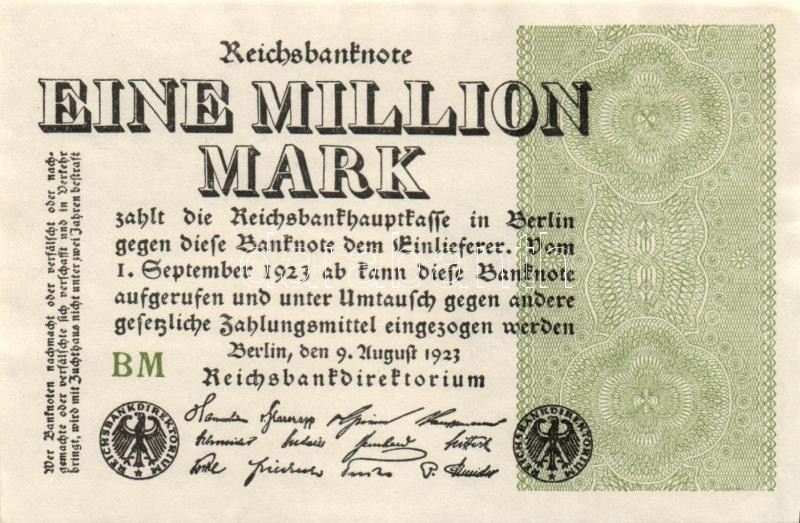 Reichsbanknote
EINE MILLION
MARK
zahlt die Reichsbankhauptkasse in Berlin
gegen diese Banknote dem Einlieferer. Vom
1. September 1923 ab kann diese Banknote
aufgerufen und unter Umtausch gegen andere
gesetzliche Zahlungsmittel eingezogen werden
Berlin, den 9. August 1923
Reichsbankdirektorium
BM
Wer Banknoten nachmacht oder verfälscht oder nach-
gemachte oder verfälschte sich verschafft und in Verkehr
bringt, wird mit Zuchthaus nicht unter zwei Jahren bestraft
REICHSBANKDIREKTORIUM
REICHSBANKDIREKTORIUM